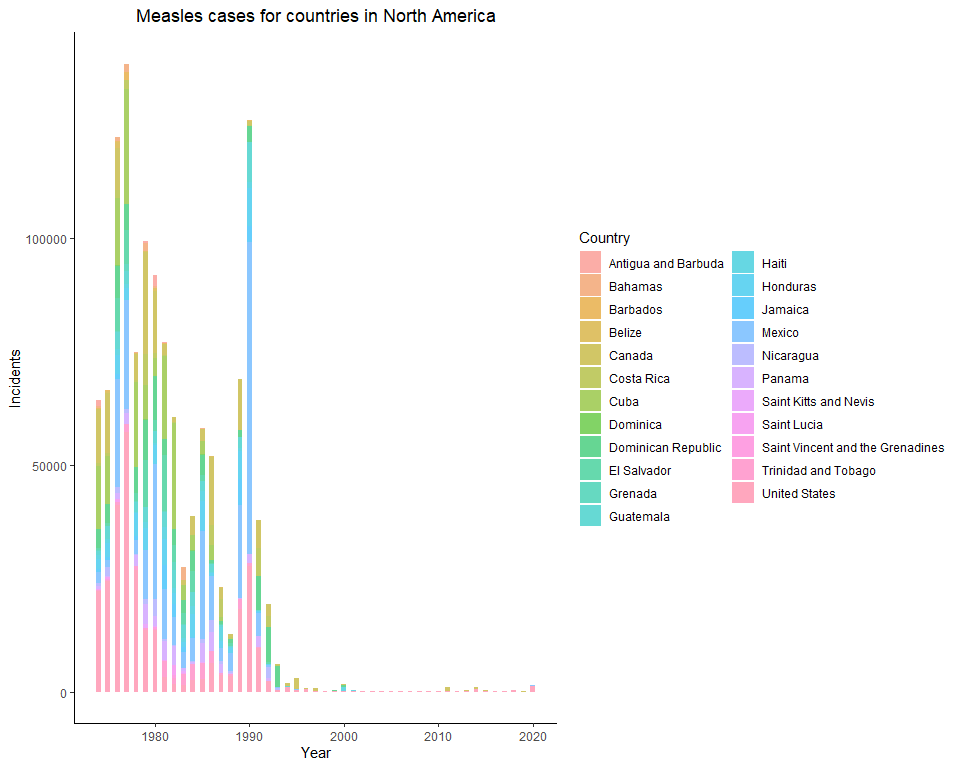 Measles cases for countries in North America
Incidents
100000
50000
0
1980
1990
2000
2010
2020
Year
Country
Antigua and Barbuda
Bahamas
Barbados
Belize
Canada
Costa Rica
Cuba
Dominica
Dominican Republic
El Salvador
Grenada
Guatemala
Haiti
Honduras
Jamaica
Mexico
Nicaragua
Panama
Saint Kitts and Nevis
Saint Lucia
Saint Vincent and the Grenadines
Trinidad and Tobago
United States